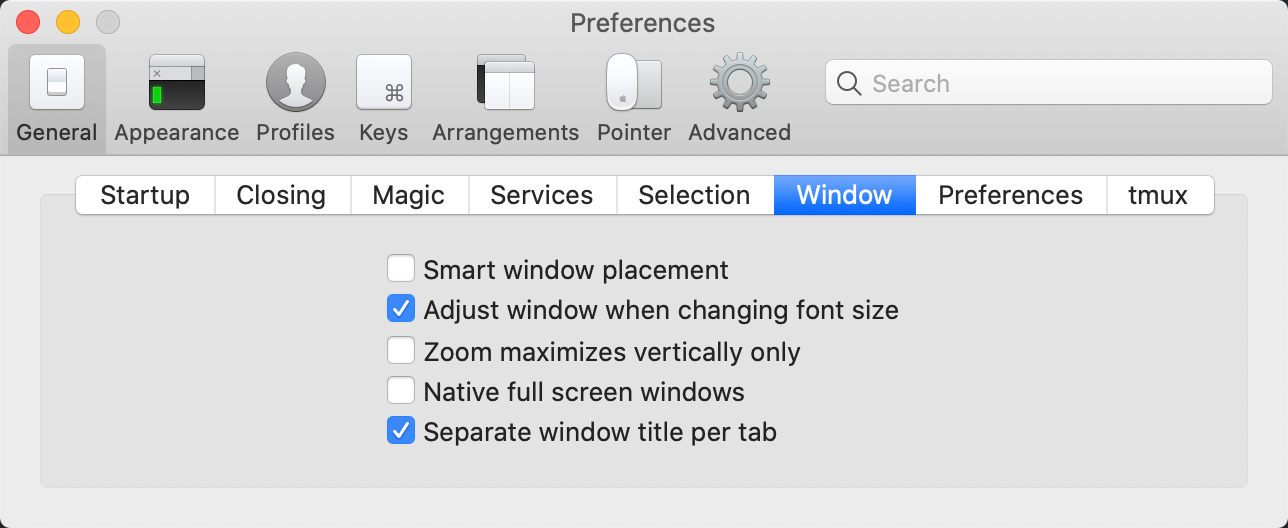 Preferences
General Appearance Profiles Keys Arrangements Pointer Advanced Search
Startup Closing Magic Services Selection Window Preferences tmux
Smart window placement
Adjust window when changing font size
Zoom maximizes vertically only
Native full screen windows
Separate window title per tab